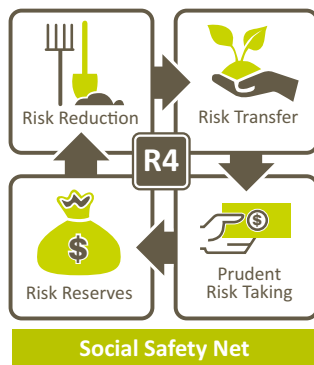 Risk Reduction
Risk Transfer
R4
$
$
Risk Reserves
Prudent
Risk Taking
Social Safety Net